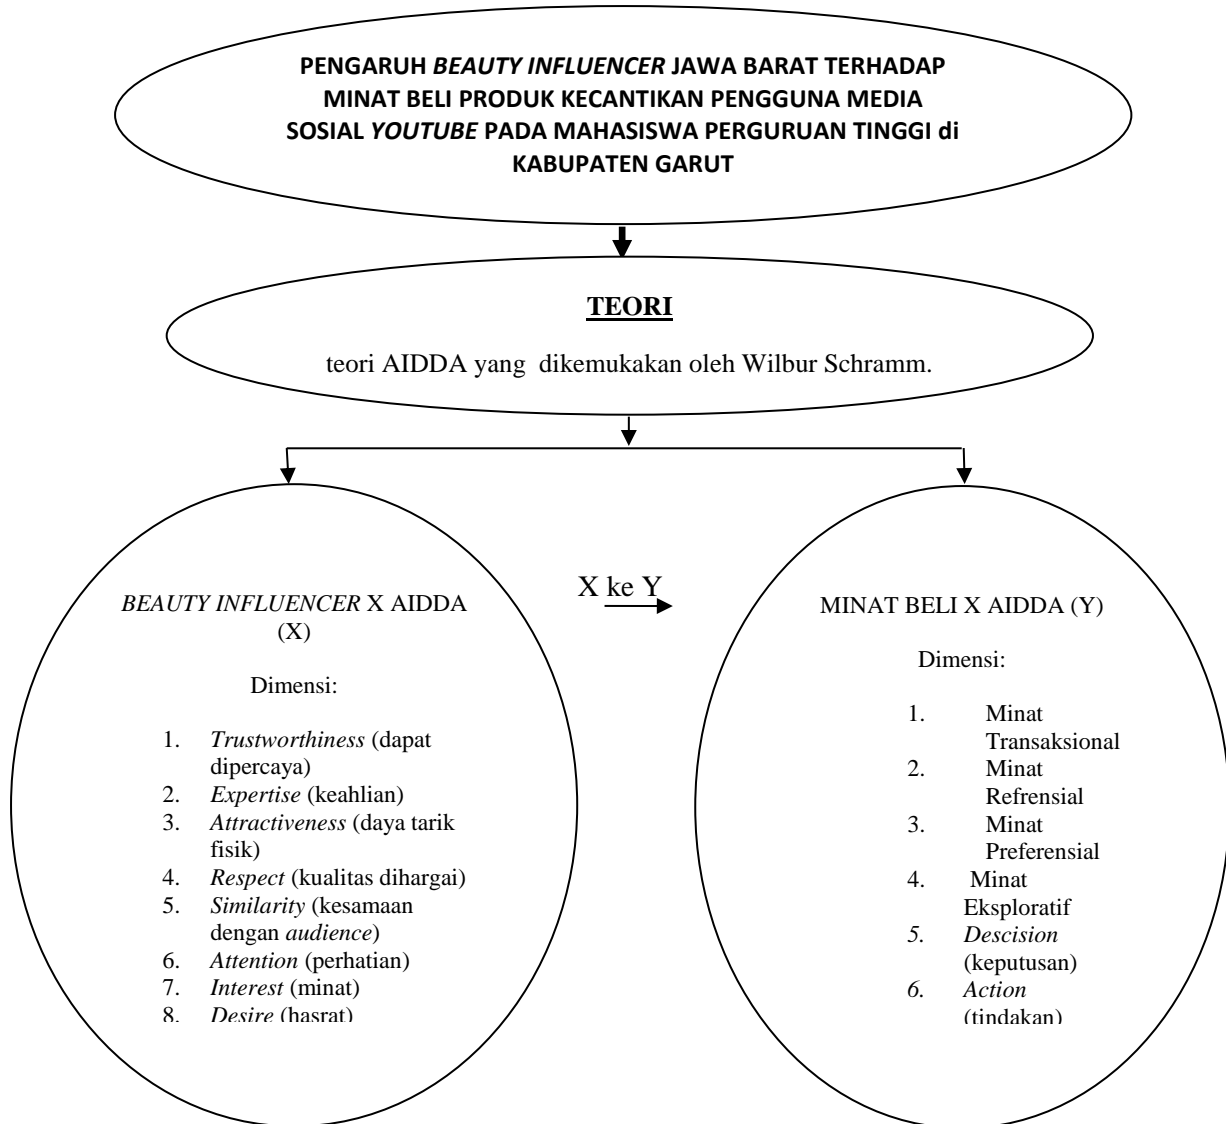 PENGARUH BEAUTY INFLUENCER JAWA BARAT TERHADAP
MINAT BELI PRODUK KECANTIKAN PENGGUNA MEDIA
SOSIAL YOUTUBE PADA MAHASISWA PERGURUAN TINGGI di
KABUPATEN GARUT
TEORI
teori AIDDA yang dikemukakan oleh Wilbur Schramm.
BEAUTY INFLUENCER X AIDDA
(X)
Dimensi:
1. Trustworthiness (dapat
dipercaya)
2. Expertise (keahlian)
3. Attractiveness (daya tarik
fisik)
4. Respect (kualitas dihargai)
5. Similarity (kesamaan
dengan audience)
6. Attention (perhatian)
7. Interest (minat)
8. Desire (hasrat)
X ke Y
MINAT BELI X AIDDA (Y)
Dimensi:
1. Minat
Transaksional
2. Minat
Refrensial
3. Minat
Preferensial
4. Minat
Eksploratif
5. Descision
(keputusan)
6. Action
(tindakan)